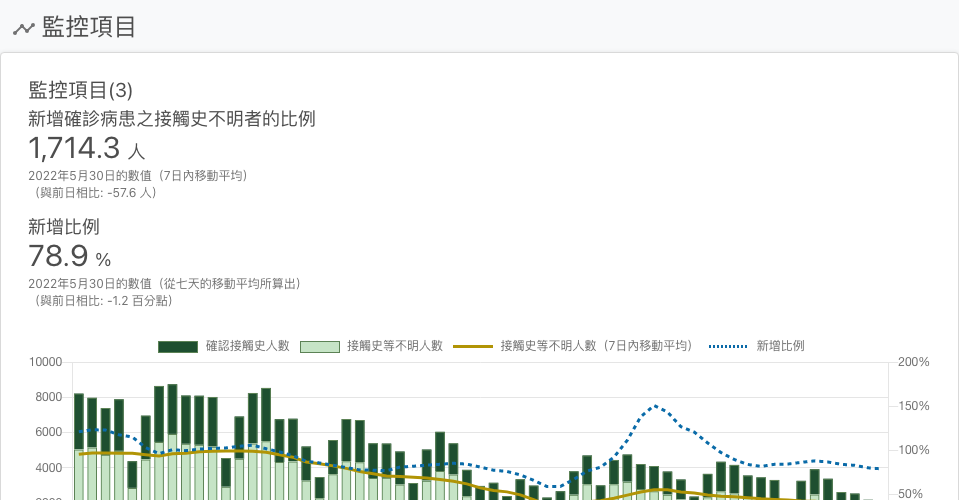 監控項目
監控項目(3)
新增確診病患之接觸史不明者的比例
1,714.3 人
2022年5月30日的數值（7日內移動平均）
（與前日相比: -57.6 人）
新增比例
78.9 %
2022年5月30日的數值（從七天的移動平均所算出）
（與前日相比: -1.2 百分點）
確認接觸史人數 接觸史等不明人數 接觸史等不明人數（7日內移動平均） 新增比例
10000 200%
8000
150%
6000
100%
4000
50%